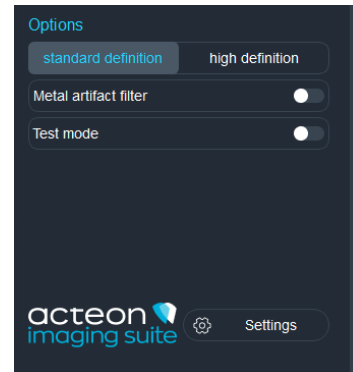 Options
standard definition high definition
Metal artifact filter
Test mode
acteon
imaging suite
Settings